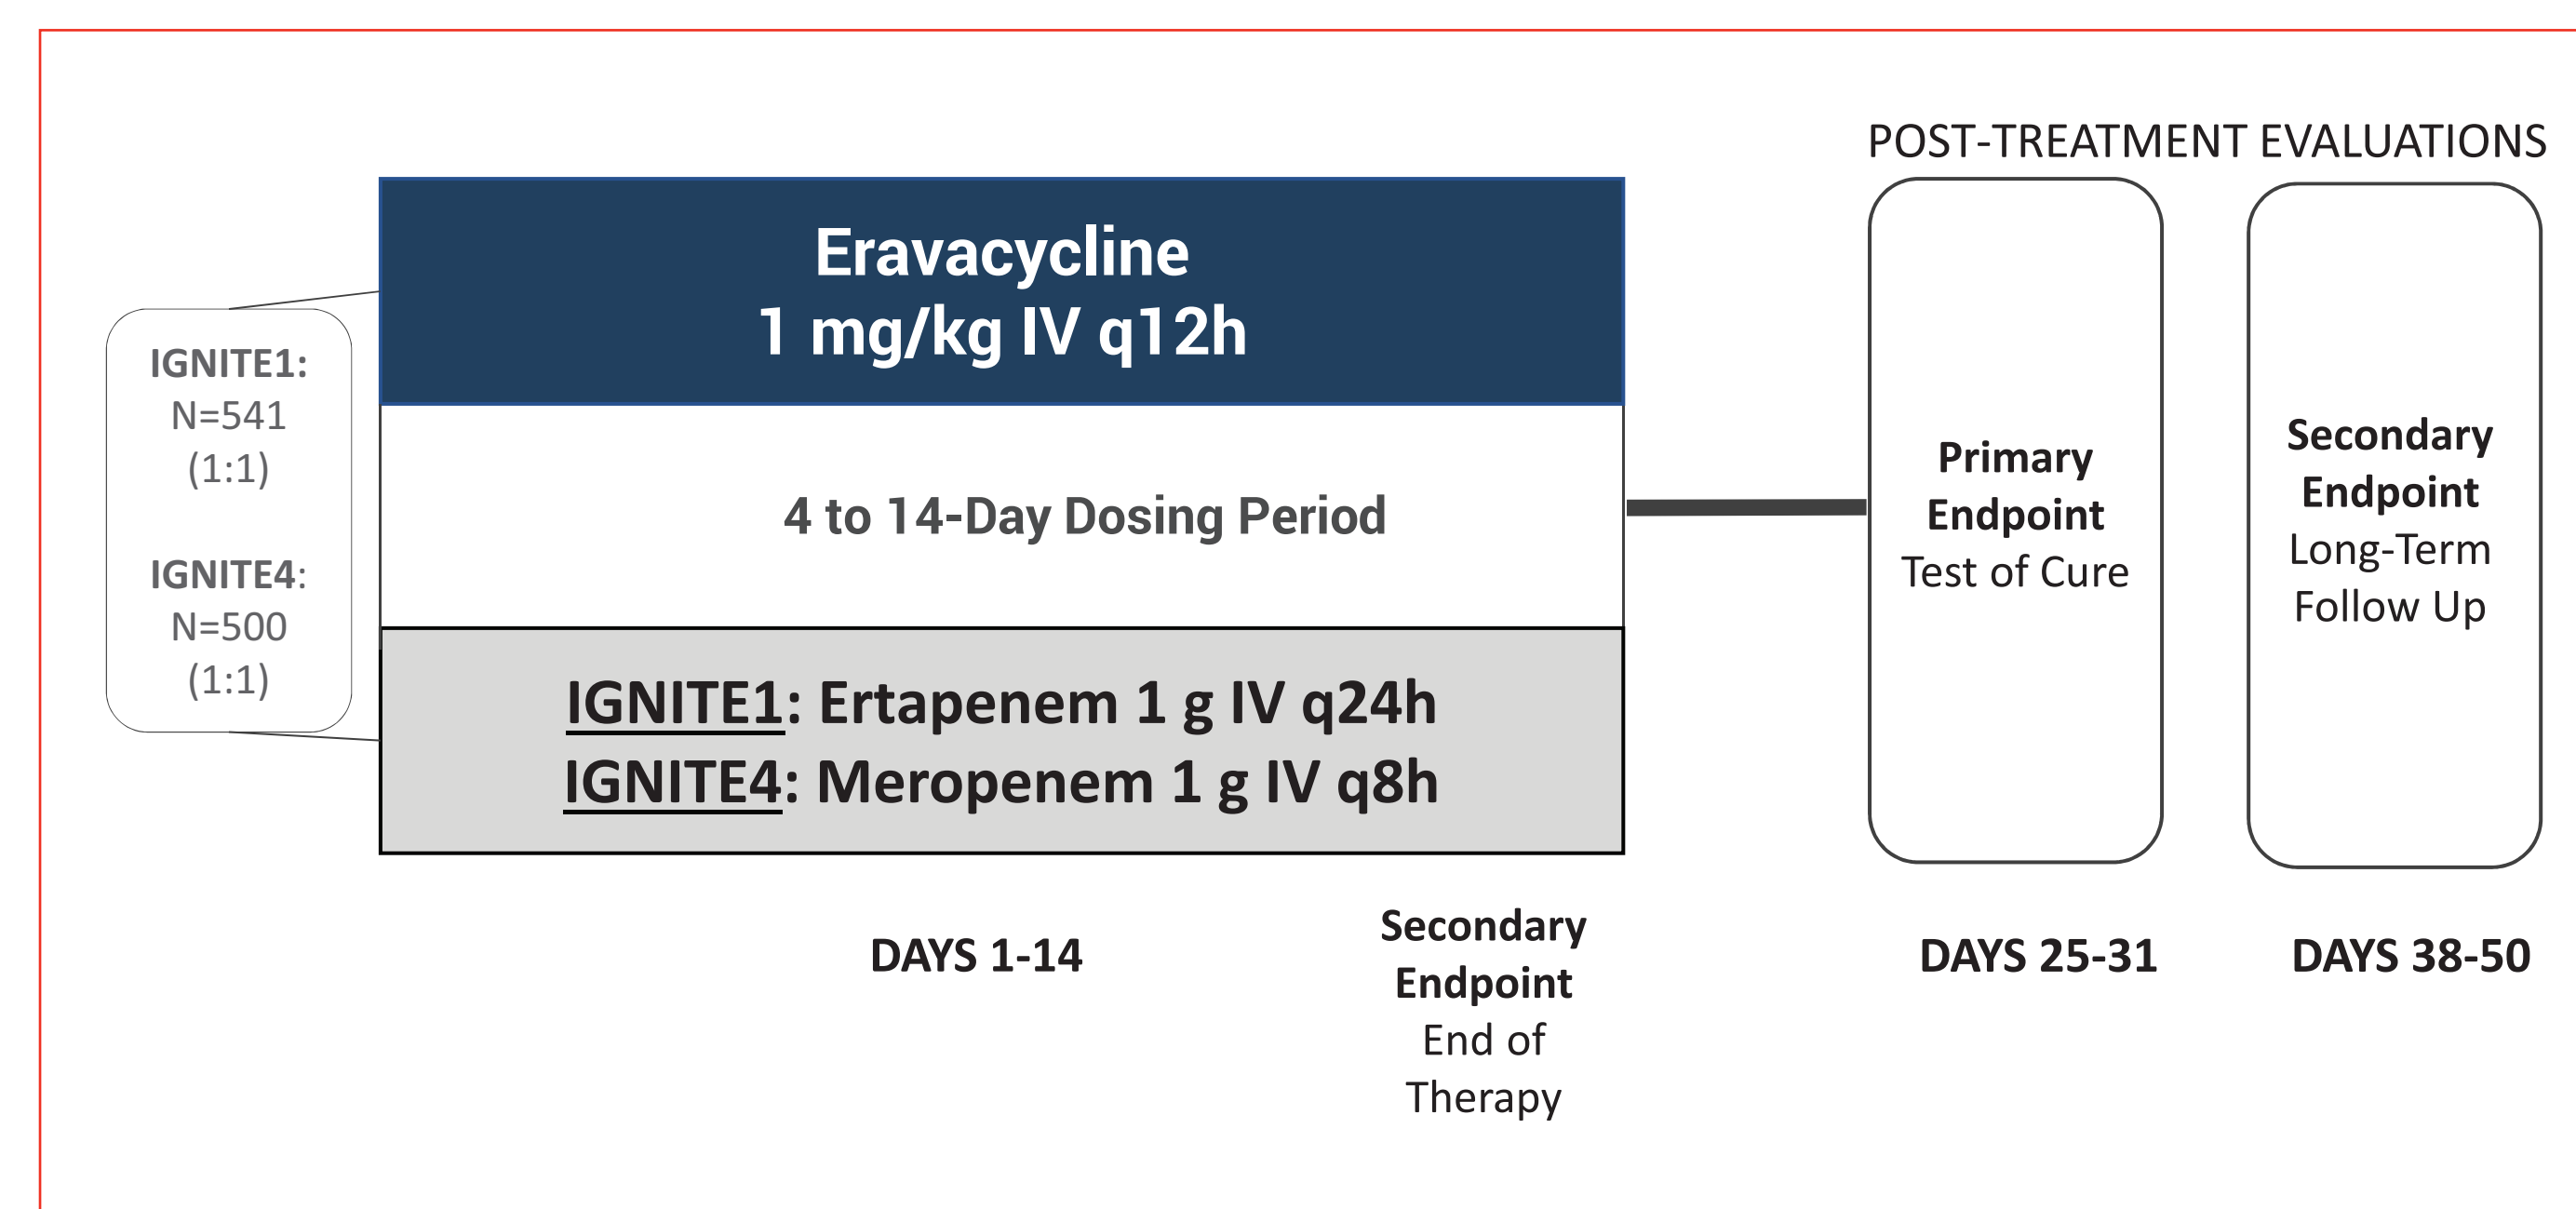 POST-TREATMENT EVALUATIONS
IGNITE1:
N=541
(1:1)
IGNITE4:
N=500
(1:1)
Eravacycline
1 mg/kg IV q12h
4 to 14-Day Dosing Period
IGNITE1: Ertapenem 1 g IV q24h
IGNITE4: Meropenem 1 g IV q8h
Primary
Endpoint
Test of Cure
Secondary
Endpoint
Long-Term
Follow Up
DAYS 1-14
Secondary
Endpoint
End of
Therapy
DAYS 25-31
DAYS 38-50